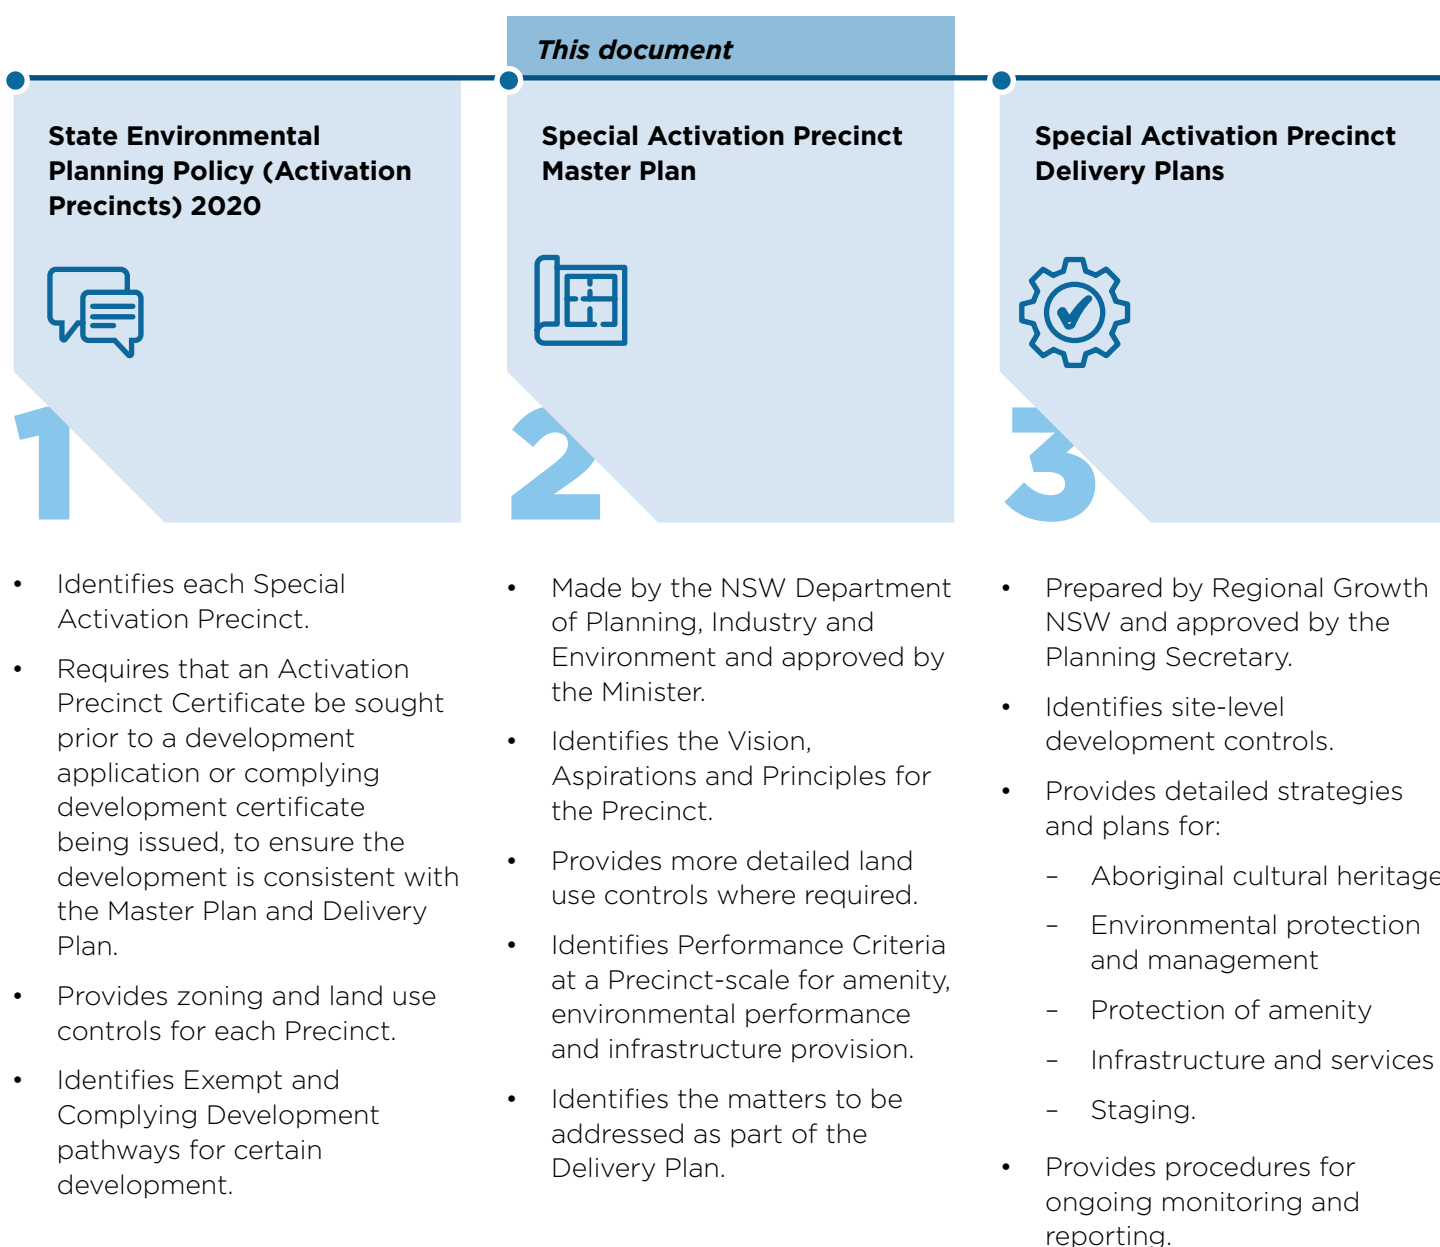 This document
State Environmental
Planning Policy (Activation
Precincts) 2020
1
• Identifies each Special
Activation Precinct.
• Requires that an Activation
Precinct Certificate be sought
prior to a development
application or complying
development certificate
being issued, to ensure the
development is consistent with
the Master Plan and Delivery
Plan.
• Provides zoning and land use
controls for each Precinct.
• Identifies Exempt and
Complying Development
pathways for certain
development.
Special Activation Precinct
Master Plan
2
• Made by the NSW Department
of Planning, Industry and
Environment and approved by
the Minister.
• Identifies the Vision,
Aspirations and Principles for
the Precinct.
• Provides more detailed land
use controls where required.
• Identifies Performance Criteria
at a Precinct-scale for amenity,
environmental performance
and infrastructure provision.
• Identifies the matters to be
addressed as part of the
Delivery Plan.
Special Activation Precinct
Delivery Plans
3
• Prepared by Regional Growth
NSW and approved by the
Planning Secretary.
• Identifies site-level
development controls.
• Provides detailed strategies
and plans for:
– Aboriginal cultural heritage
– Environmental protection
and management
– Protection of amenity
– Infrastructure and services
– Staging.
• Provides procedures for
ongoing monitoring and
reporting.